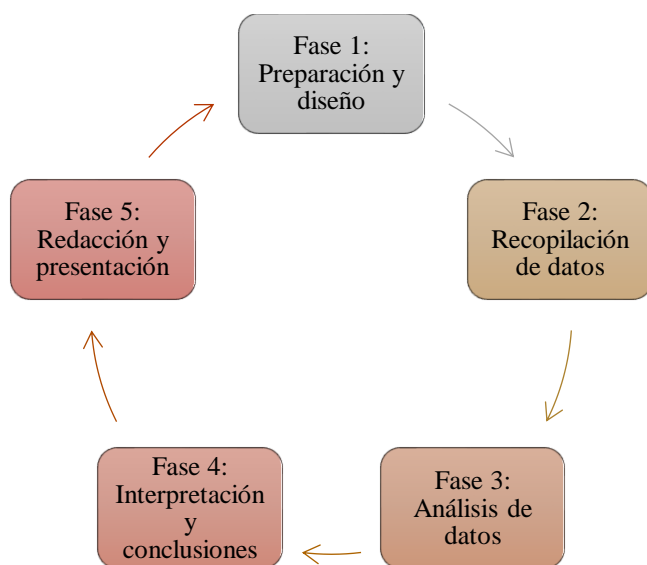 Fase 1:
Preparación y
diseño
Fase 2:
Recopilación
de datos
Fase 3:
Análisis de
datos
Fase 4:
Interpretación
y
conclusiones
Fase 5:
Redacción y
presentación